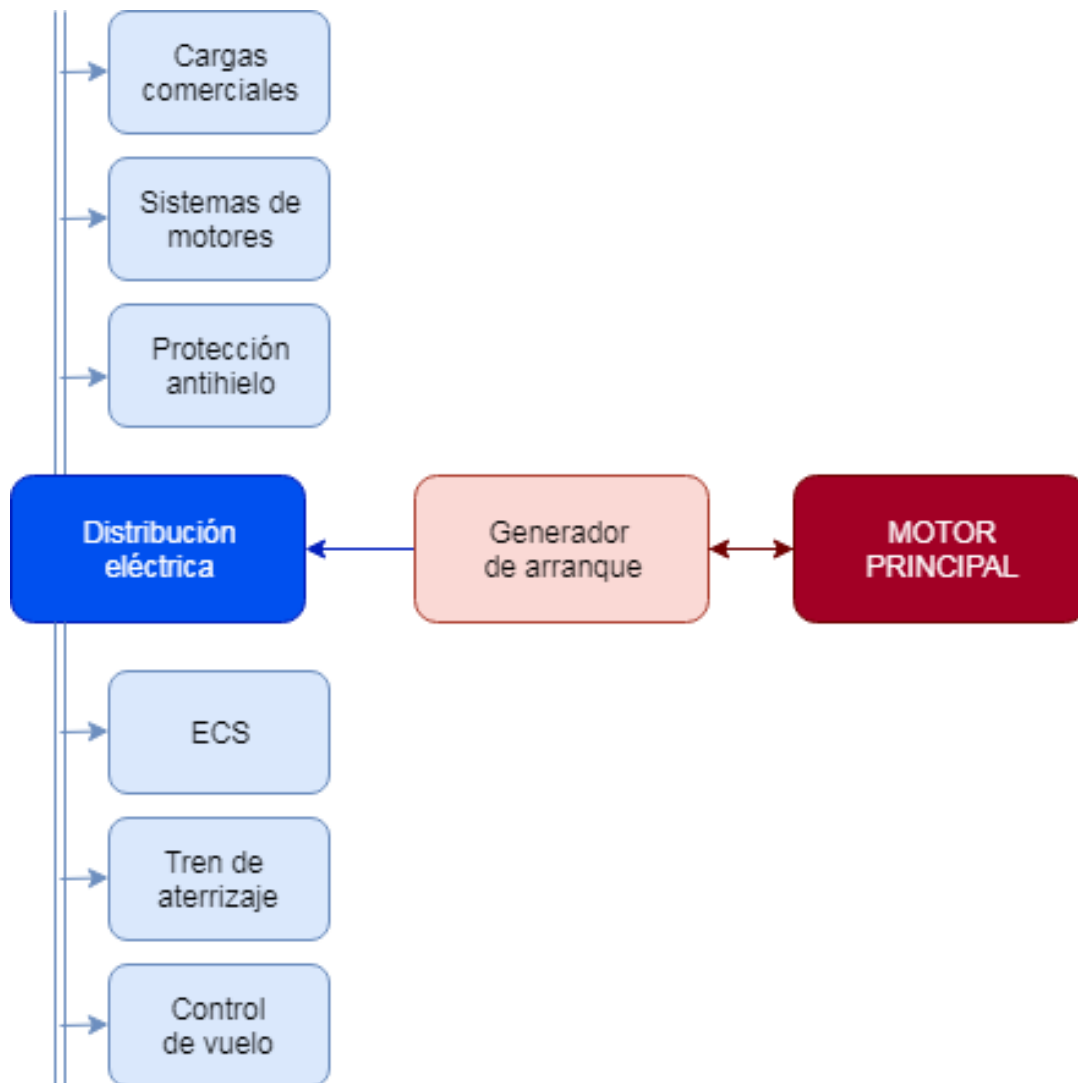 Cargas
comerciales
Sistemas de
motores
Protección
antihielo
Distribución
eléctrica
Generador
de arranque
MOTOR
PRINCIPAL
ECS
Tren de
aterrizaje
Control
de vuelo